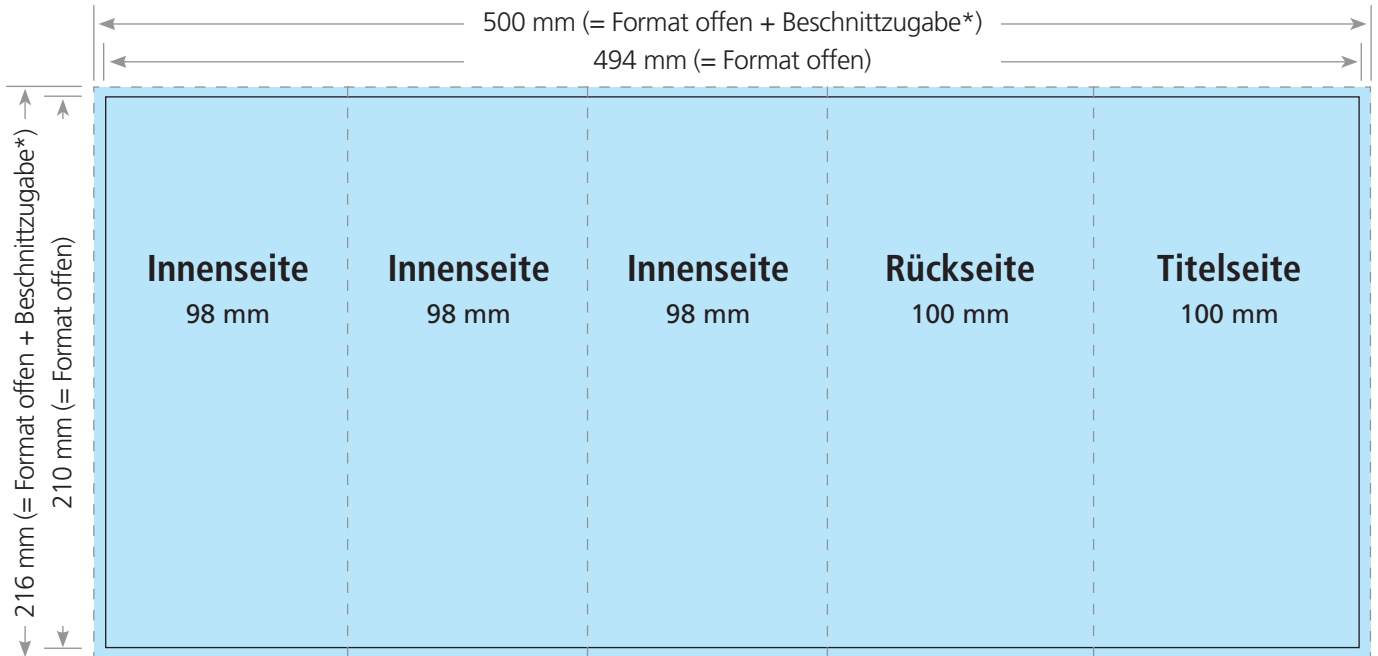 500 mm (= Format offen + Beschnittzugabe*)
494 mm (= Format offen)
216 mm (= Format offen + Beschnittzugabe*)
210 mm (= Format offen)
Innenseite
98 mm
Innenseite
98 mm
Innenseite
98 mm
Rückseite
100 mm
Titelseite
100 mm